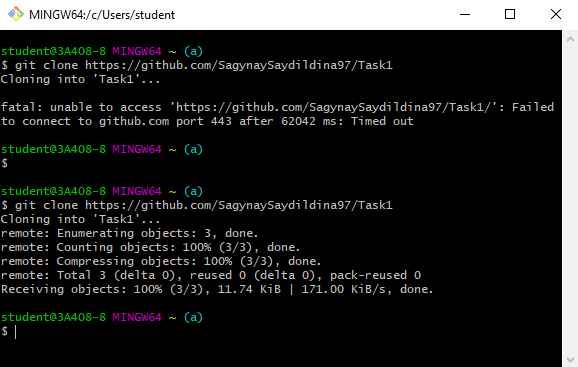 MINGW64:/c/Users/student
student@3A408-8 MINGW64 ~ (a)
$ git clone https://github.com/SagynaySaydildina97/Task1
Cloning into 'Task1'...
fatal: unable to access 'https://github.com/SagynaySaydildina97/Task1/': Failed
to connect to github.com port 443 after 62042 ms: Timed out
student@3A408-8 MINGW64 ~ (a)
$
student@3A408-8 MINGW64 ~ (a)
$ git clone https://github.com/SagynaySaydildina97/Task1
Cloning into 'Task1'...
remote: Enumerating objects: 3, done.
remote: Counting objects: 100% (3/3), done.
remote: Compressing objects: 100% (3/3), done.
remote: Total 3 (delta 0), reused 0 (delta 0), pack-reused 0
Receiving objects: 100% (3/3), 11.74 KiB | 171.00 KiB/s, done.
student@3A408-8 MINGW64 ~ (a)
$